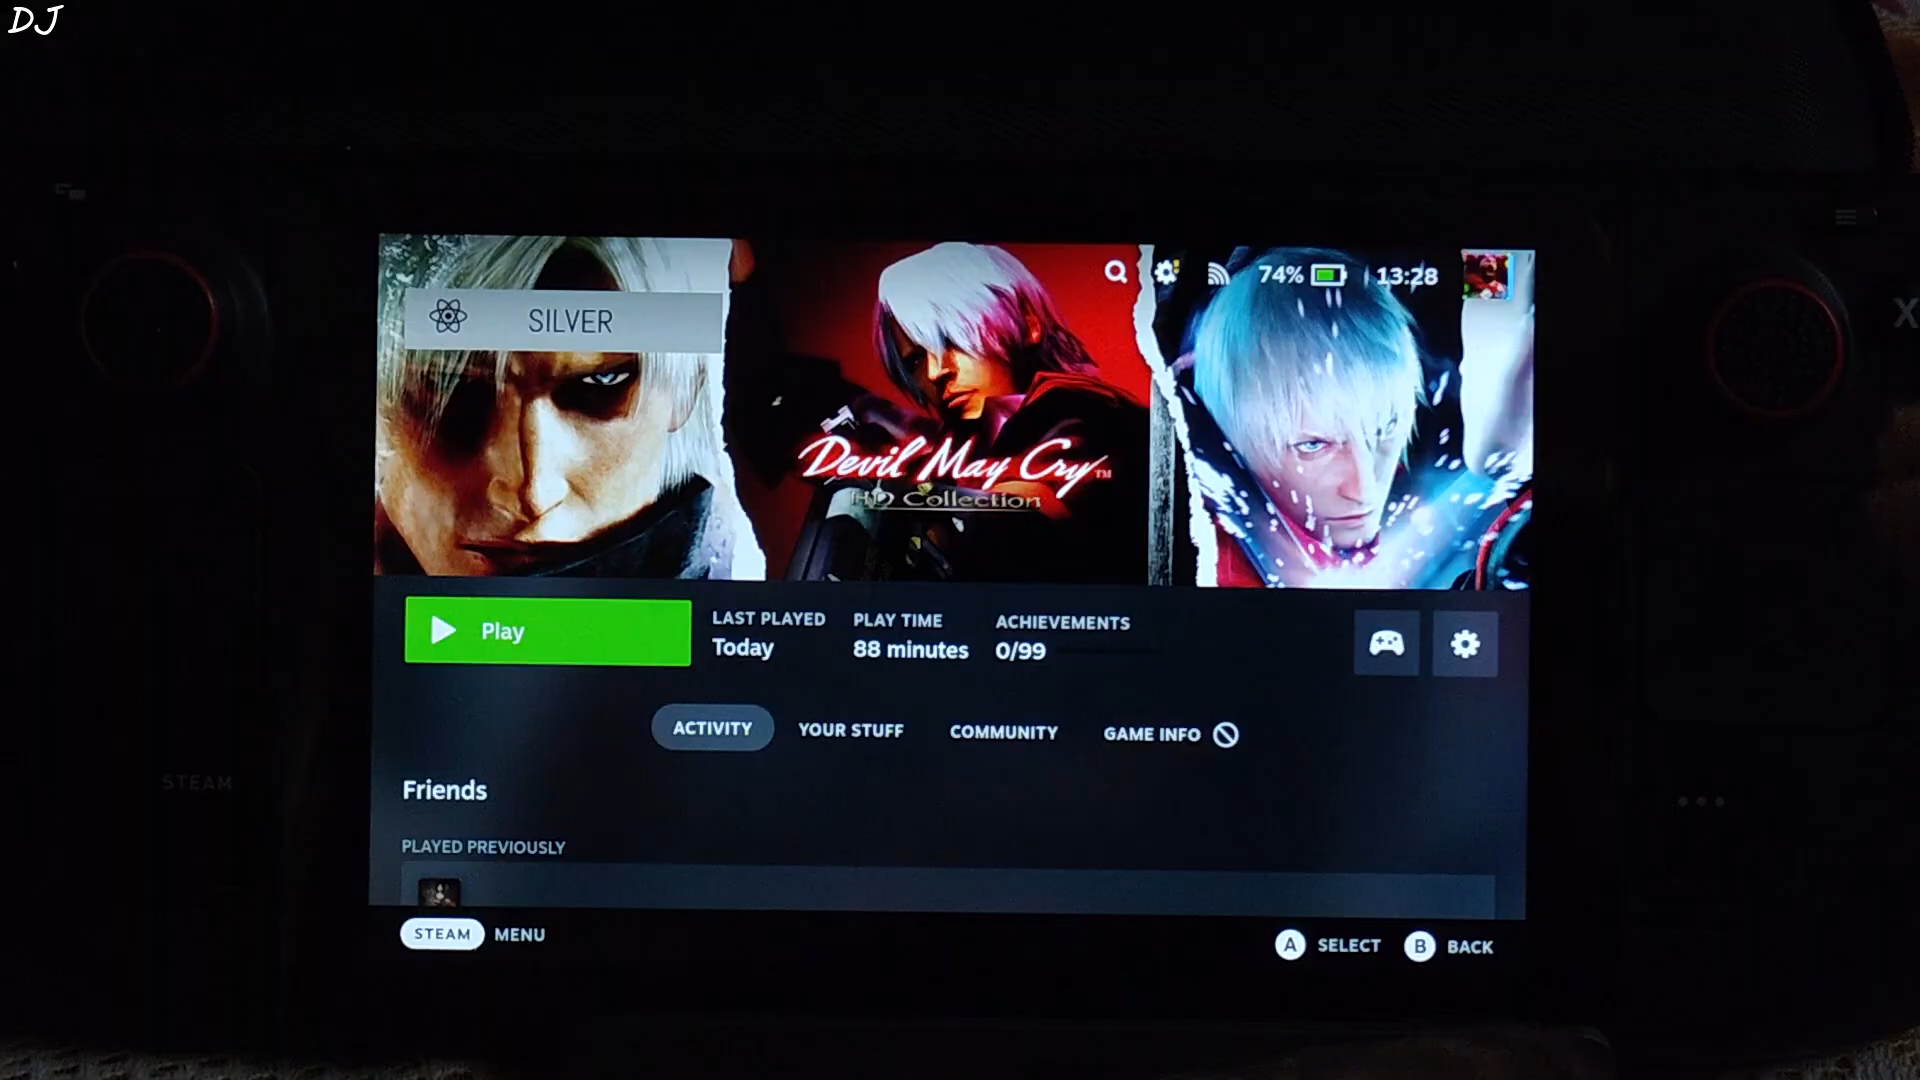 DJ
SILVER
74% 13:28
Devil May Cry™
HD Collection
Play
LAST PLAYED
Today
PLAY TIME
88 minutes
ACHIEVEMENTS
0/99
X
ACTIVITY YOUR STUFF COMMUNITY GAME INFO
Friends
STEAM
PLAYED PREVIOUSLY
STEAM MENU
A SELECT B BACK